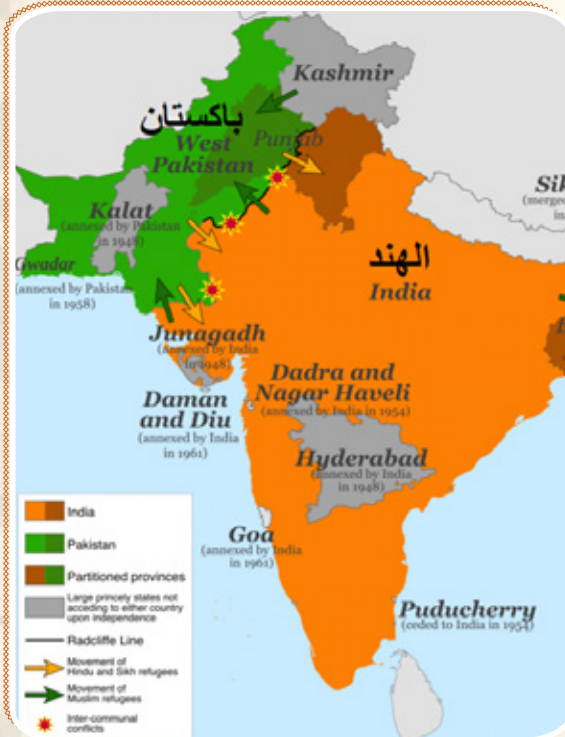 Kashmir
باكستان
Punjab
West
Pakistan
Kalat
(annexed by Pakistan
in 1948)
Gwadar
(annexed by Pakistan
in 1958)
Sik
(merged
in
الهند
India
Junagadh
(annexed by India
in 1948)
Daman
and Diu
(annexed by India
in 1961)
Dadra and
Nagar Haveli
(annexed by India in 1954)
Hyderabad
(annexed by India
in 1948)
Goa
(annexed by India
in 1961)
Puducherry
(ceded to India in 1954)
India
Pakistan
Partitioned provinces
Large princely states not
acceding to either country
upon independence
Radcliffe Line
Movement of
Hindu and Sikh refugees
Movement of
Muslim refugees
Inter-communal
conflicts